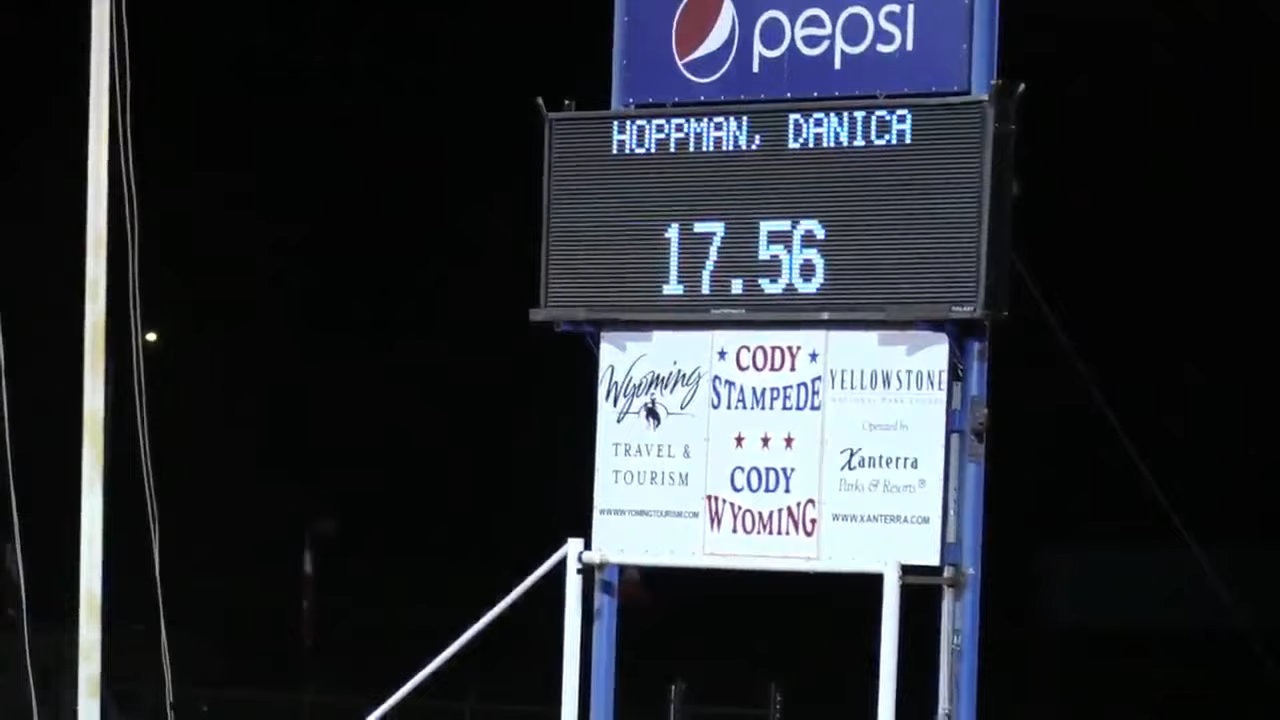 pepsi
HOPPMAN, DANICA
17.56
Wyoming
TRAVEL &
TOURISM
WWW.WYOMINGTOURISM.COM
CODY
STAMPEDE
CODY
WYOMING
YELLOWSTONE
Operated by
Xanterra
Parks & Resorts®
WWW.XANTERRA.COM